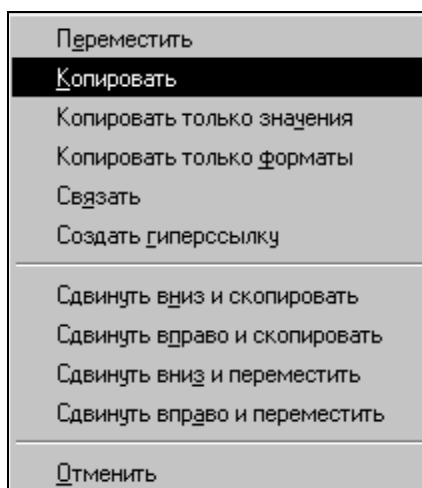 Переместить
Копировать
Копировать только значения
Копировать только форматы
Связать
Создать гиперссылку
Сдвинуть вниз и скопировать
Сдвинуть вправо и скопировать
Сдвинуть вниз и переместить
Сдвинуть вправо и переместить
Отменить